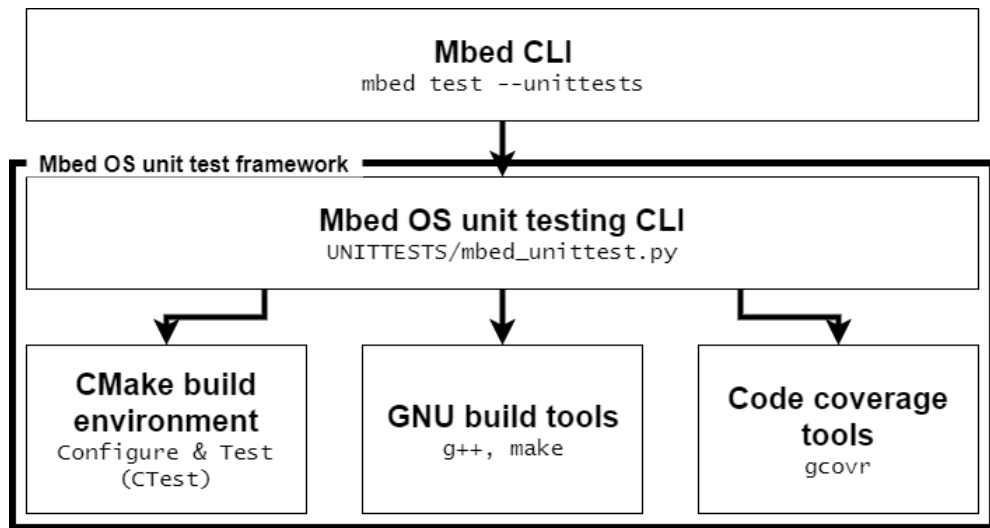 Mbed CLI
mbed test --unittests
Mbed OS unit test framework
Mbed OS unit testing CLI
UNITTESTS/mbed_unittest.py
CMake build
environment
Configure & Test
(CTest)
GNU build tools
g++, make
Code coverage
tools
gcovr